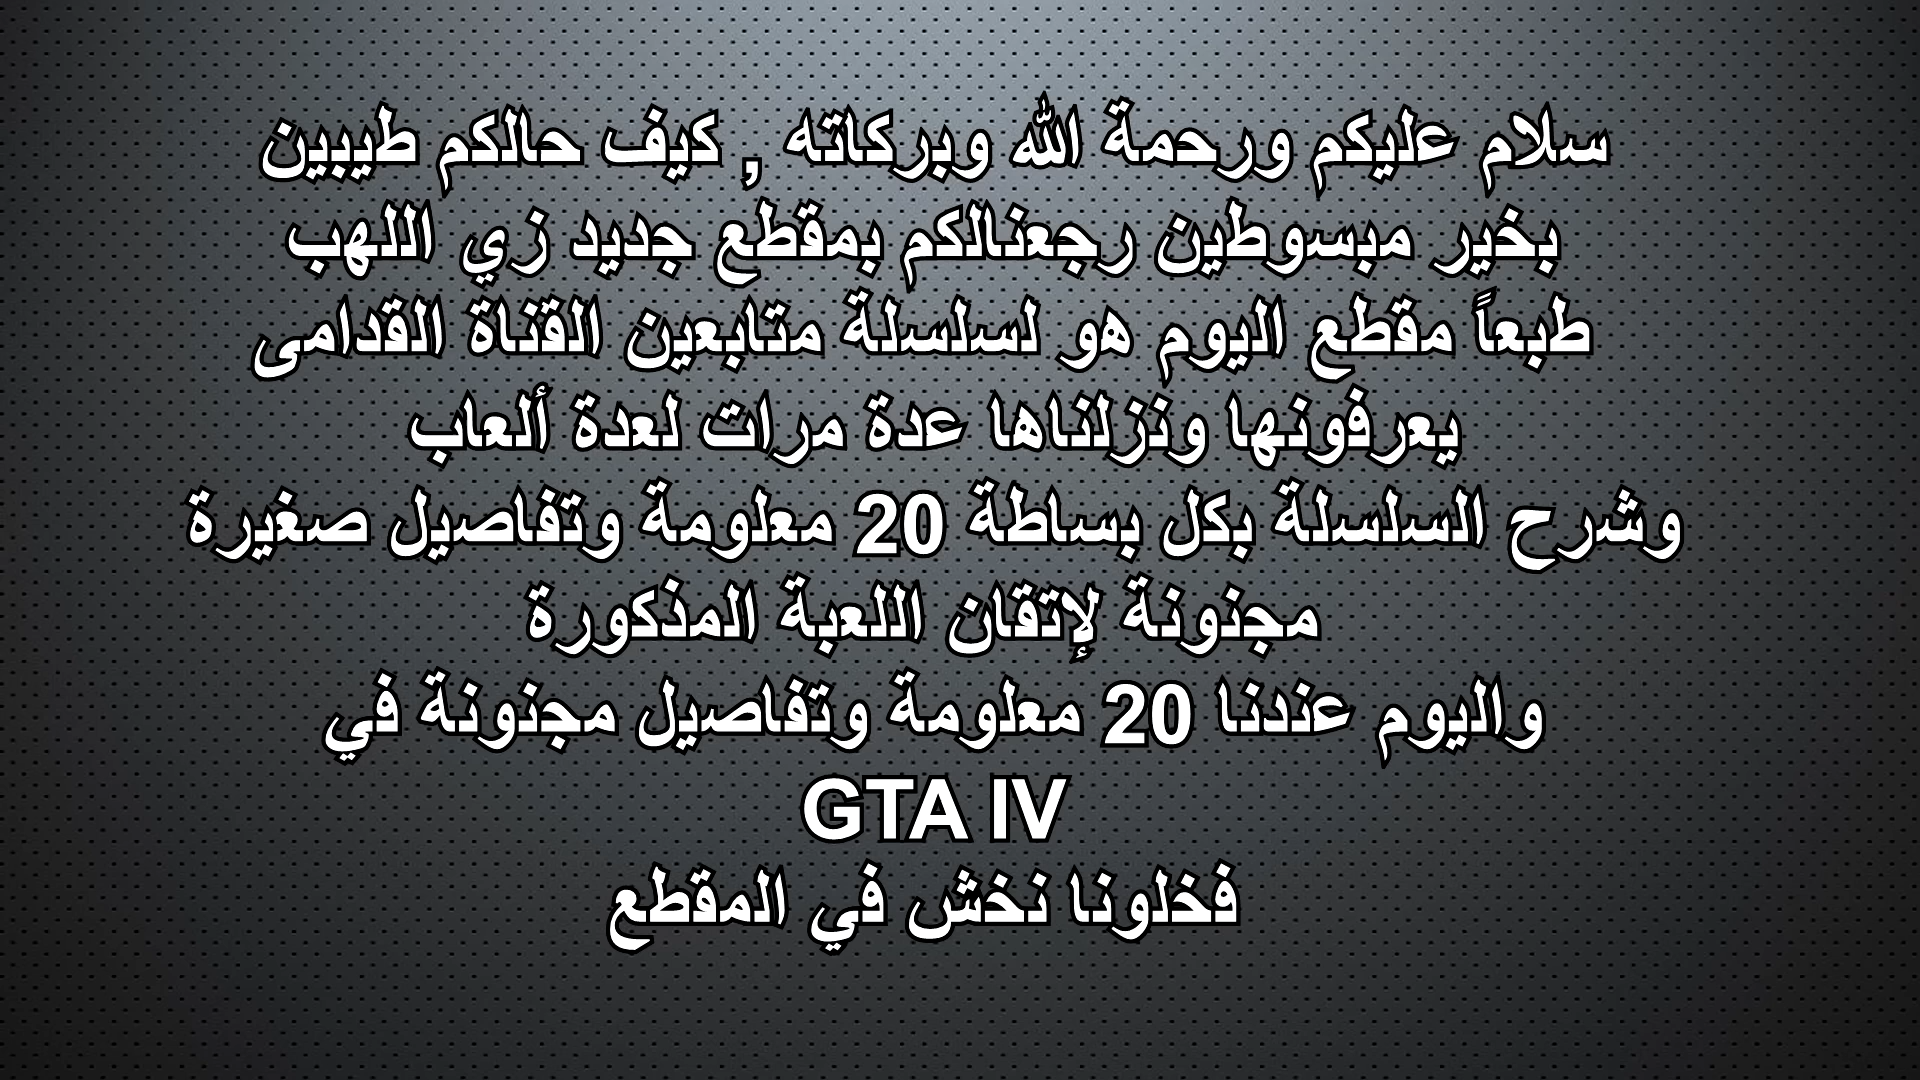 سلام عليكم ورحمة الله وبركاته , كيف حالكم طيبين
بخير مبسوطين رجعنالكم بمقطع جديد زي اللهب
طبعاً مقطع اليوم هو لسلسلة متابعين القناة القدامى
يعرفونها ونزلناها عدة مرات لعدة ألعاب
وشرح السلسلة بكل بساطة 20 معلومة وتفاصيل صغيرة
مجنونة لإتقان اللعبة المذكورة
واليوم عندنا 20 معلومة وتفاصيل مجنونة في
GTA IV
فخلونا نخش في المقطع